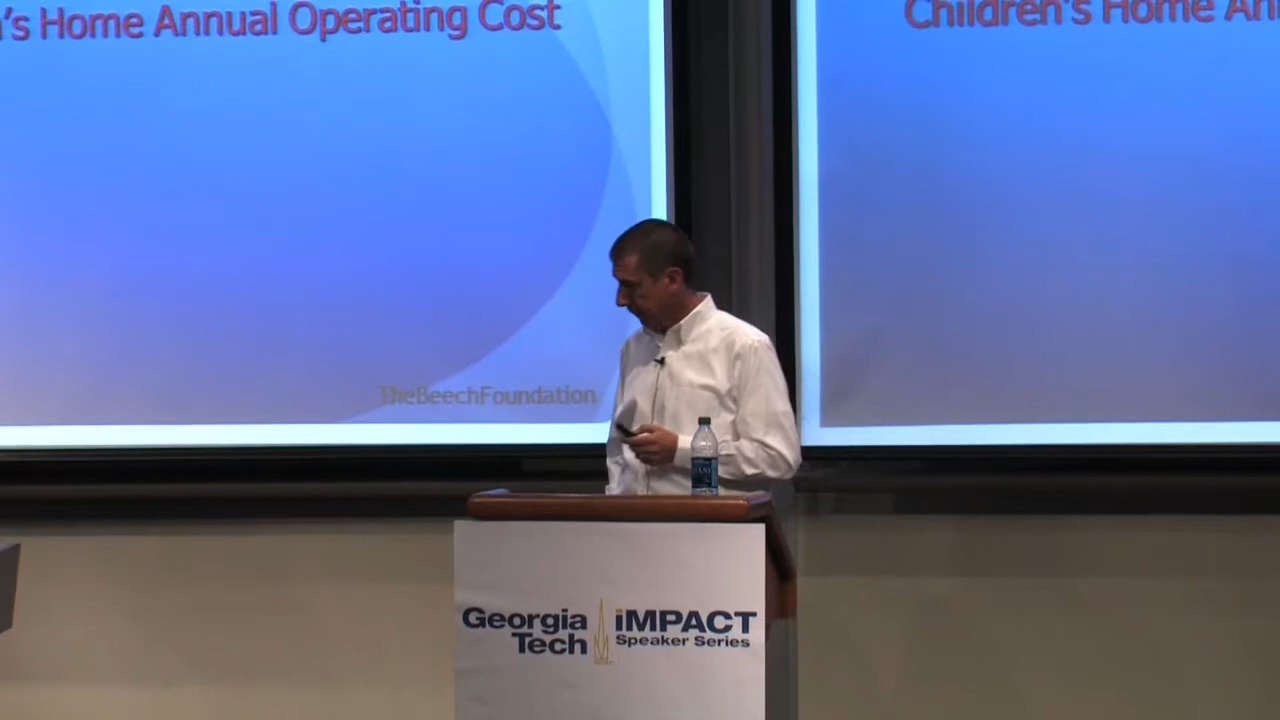 's Home Annual Operating Cost
TheBeechFoundation
Children's Home An
Georgia
Tech
iMPACT
Speaker Series